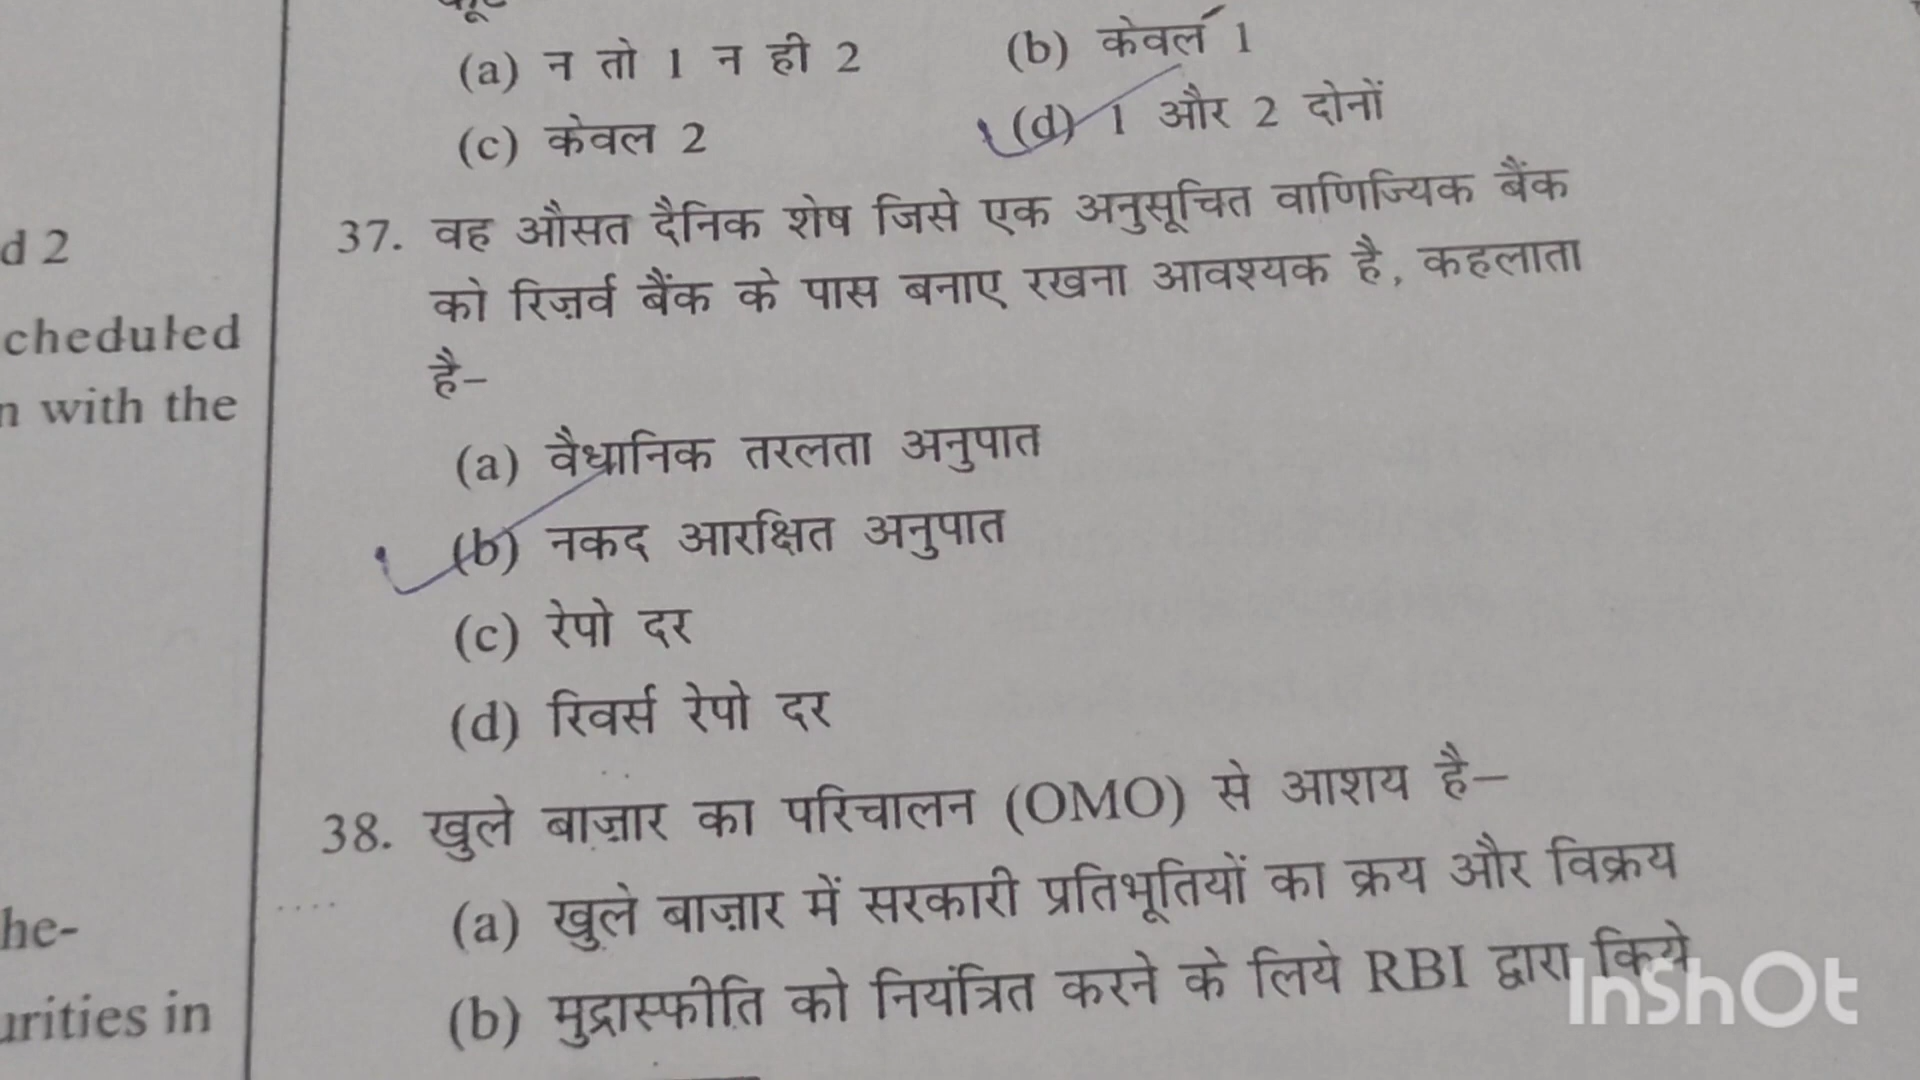 (a) न तो 1 न ही 2
(b) केवल 1
(c) केवल 2
(d) 1 और 2 दोनों
37. वह औसत दैनिक शेष जिसे एक अनुसूचित वाणिज्यिक बैंक
को रिज़र्व बैंक के पास बनाए रखना आवश्यक है, कहलाता
है–
(a) वैधानिक तरलता अनुपात
(b) नकद आरक्षित अनुपात
(c) रेपो दर
(d) रिवर्स रेपो दर
38. खुले बाज़ार का परिचालन (OMO) से आशय है–
(a) खुले बाज़ार में सरकारी प्रतिभूतियों का क्रय और विक्रय
(b) मुद्रास्फीति को नियंत्रित करने के लिये RBI द्वारा किये
d 2
cheduled
n with the
he-
urities in
InShOt